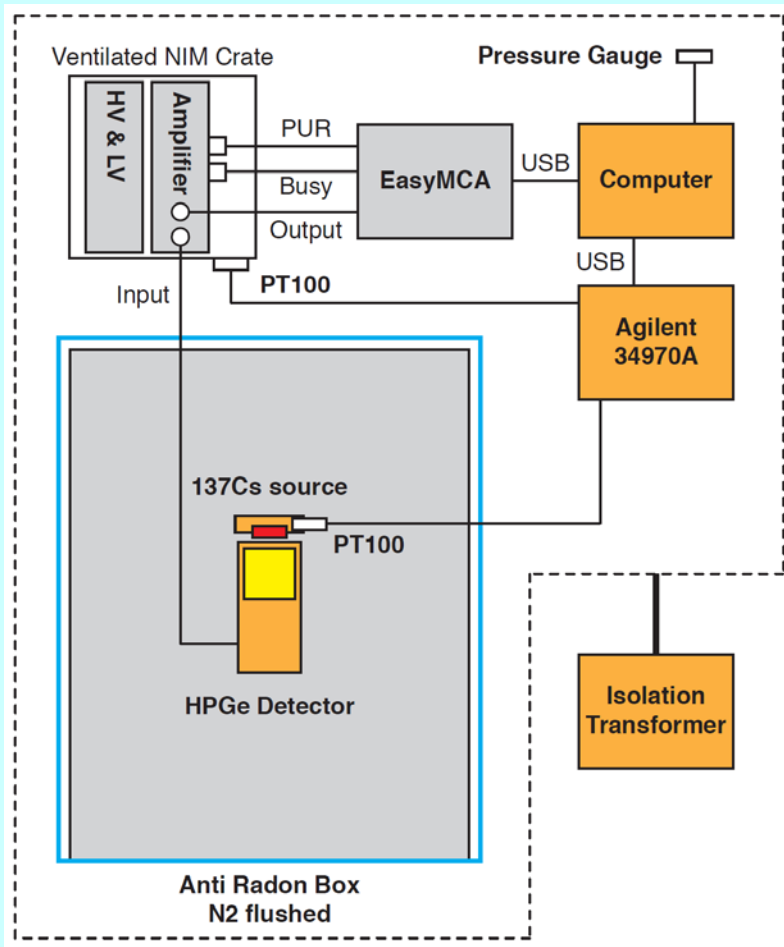 Ventilated NIM Crate
Pressure Gauge
HV & LV
Amplifier
PUR
Busy
Output
EasyMCA
USB
Computer
USB
Input
PT100
Agilent
34970A
137Cs source
PT100
HPGe Detector
Isolation
Transformer
Anti Radon Box
N2 flushed